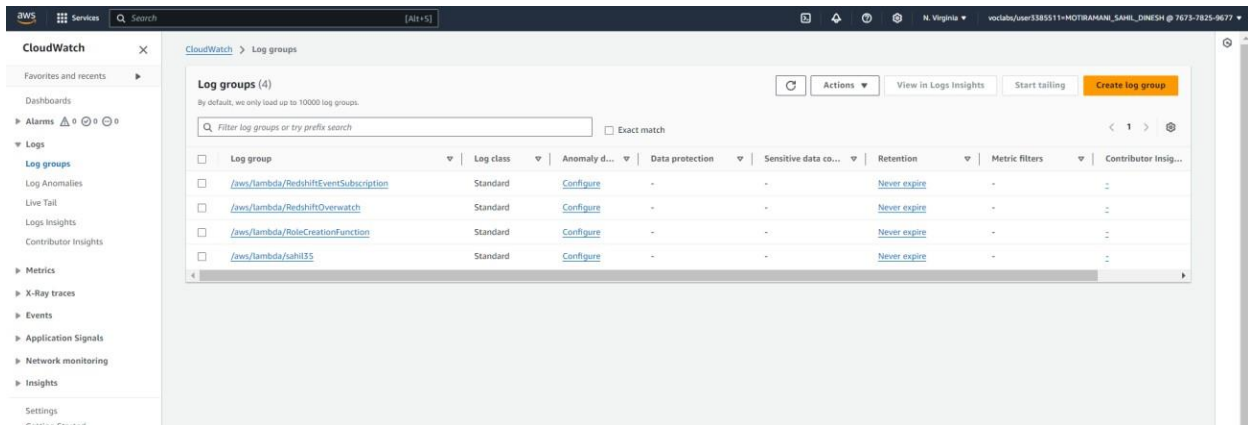 aws Services Search [Alt+S] N. Virginia voclabs/user3385511=MOTIRAMANI_SAHIL_DINESH @ 7673-7825-9677
CloudWatch
Favorites and recents
Dashboards
Alarms 0 0 0
Logs
Log groups
Log Anomalies
Live Tail
Logs Insights
Contributor Insights
Metrics
X-Ray traces
Events
Application Signals
Network monitoring
Insights
Settings
Getting Started
CloudWatch > Log groups
Log groups (4)
By default, we only load up to 10000 log groups.
Actions View in Logs Insights Start tailing Create log group
Filter log groups or try prefix search Exact match 1
Log group Log class Anomaly d... Data protection Sensitive data co... Retention Metric filters Contributor Insig...
/aws/lambda/RedshiftEventSubscription Standard Configure - - Never expire - -
/aws/lambda/RedshiftOverwatch Standard Configure - - Never expire - -
/aws/lambda/RoleCreationFunction Standard Configure - - Never expire - -
/aws/lambda/sahil35 Standard Configure - - Never expire - -